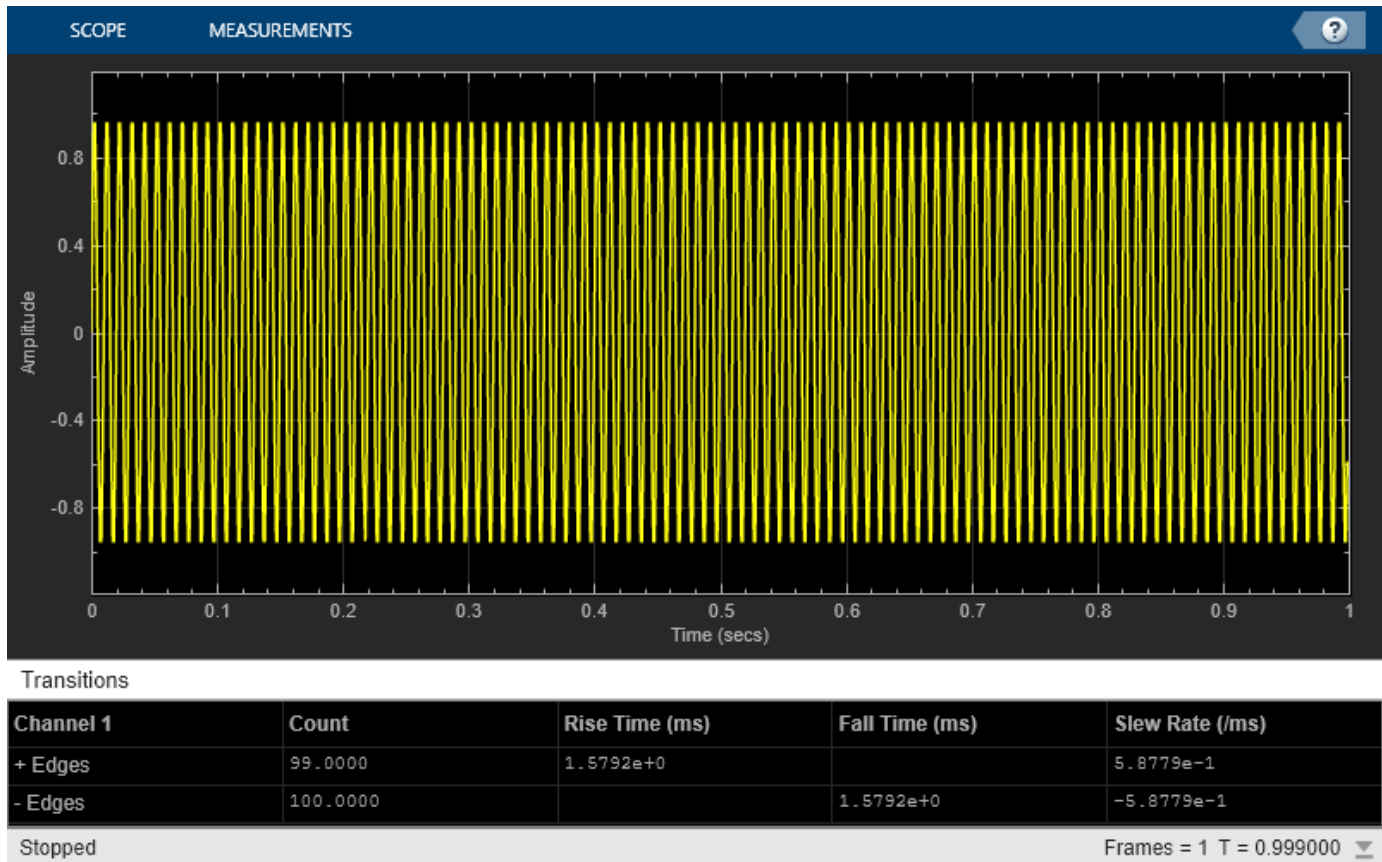 SCOPE MEASUREMENTS ?
0.8
0.4
0
-0.4
-0.8
Amplitude
0 0.1 0.2 0.3 0.4 0.5 0.6 0.7 0.8 0.9 1
Time (secs)
Transitions
Channel 1 Count Rise Time (ms) Fall Time (ms) Slew Rate (/ms)
+ Edges 99.0000 1.5792e+0 5.8779e-1
- Edges 100.0000 1.5792e+0 -5.8779e-1
Stopped Frames = 1 T = 0.999000